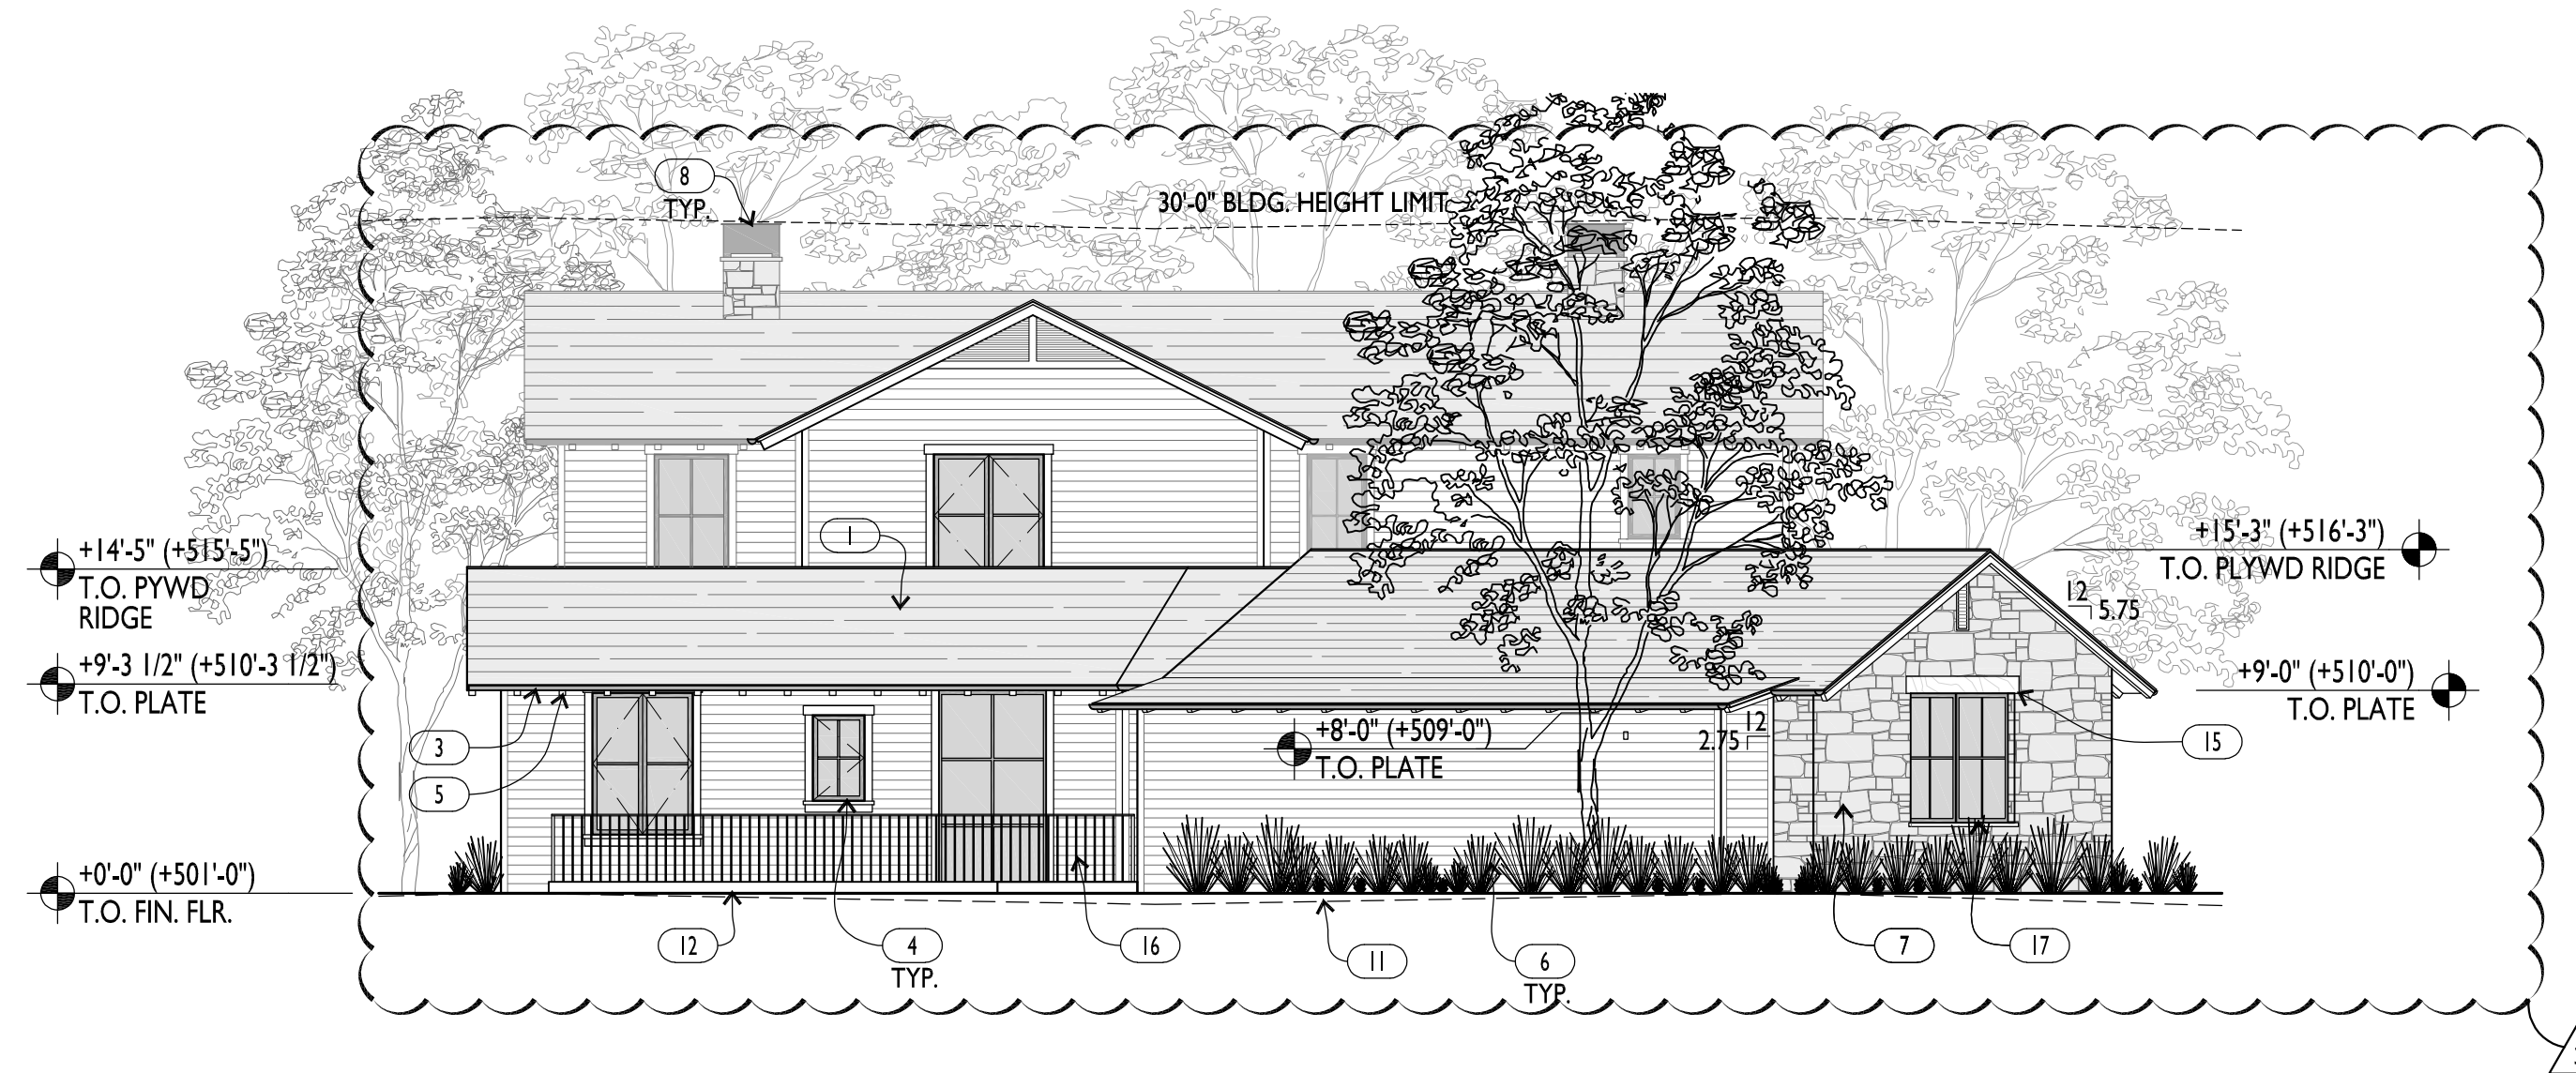 8
TYP.
30'-0" BLDG. HEIGHT LIMIT
1
+14'-5" (+515'-5")
T.O. PYWD
RIDGE
+15'-3" (+516'-3")
T.O. PLYWD RIDGE
12
5.75
+9'-3 1/2" (+510'-3 1/2")
T.O. PLATE
+9'-0" (+510'-0")
T.O. PLATE
3
+8'-0" (+509'-0")
T.O. PLATE
12
2.75
15
5
+0'-0" (+501'-0")
T.O. FIN. FLR.
12
4
TYP.
16
11
6
TYP.
7
17